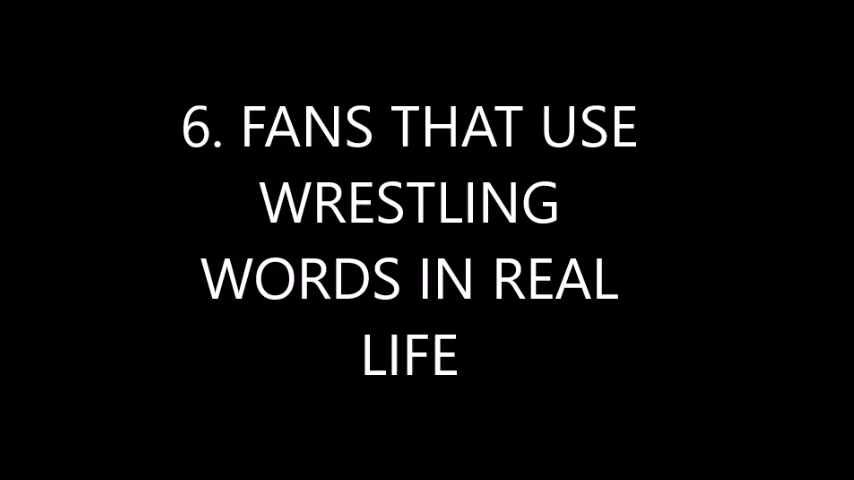 6. FANS THAT USE
WRESTLING
WORDS IN REAL
LIFE